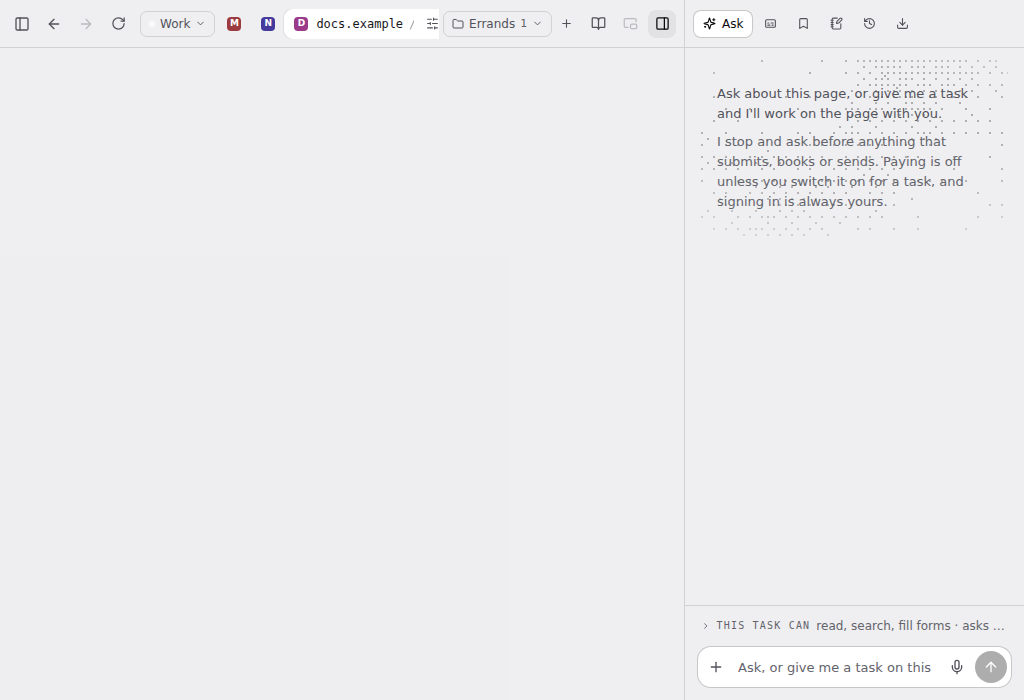 Work
M
N
D
docs.example /
Errands 1
Ask
Ask about this page, or give me a task
and I'll work on the page with you.
I stop and ask before anything that
submits, books or sends. Paying is off
unless you switch it on for a task, and
signing in is always yours.
THIS TASK CAN read, search, fill forms · asks ...
Ask, or give me a task on this